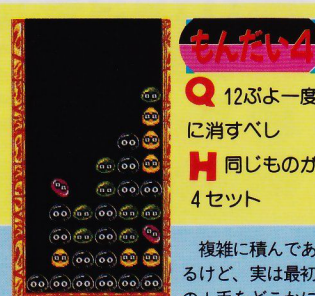 もんだい4
Q 12ぷよ一度
に消すべし
H 同じものが
4セット
複雑に積んであ
るけど、実は最初